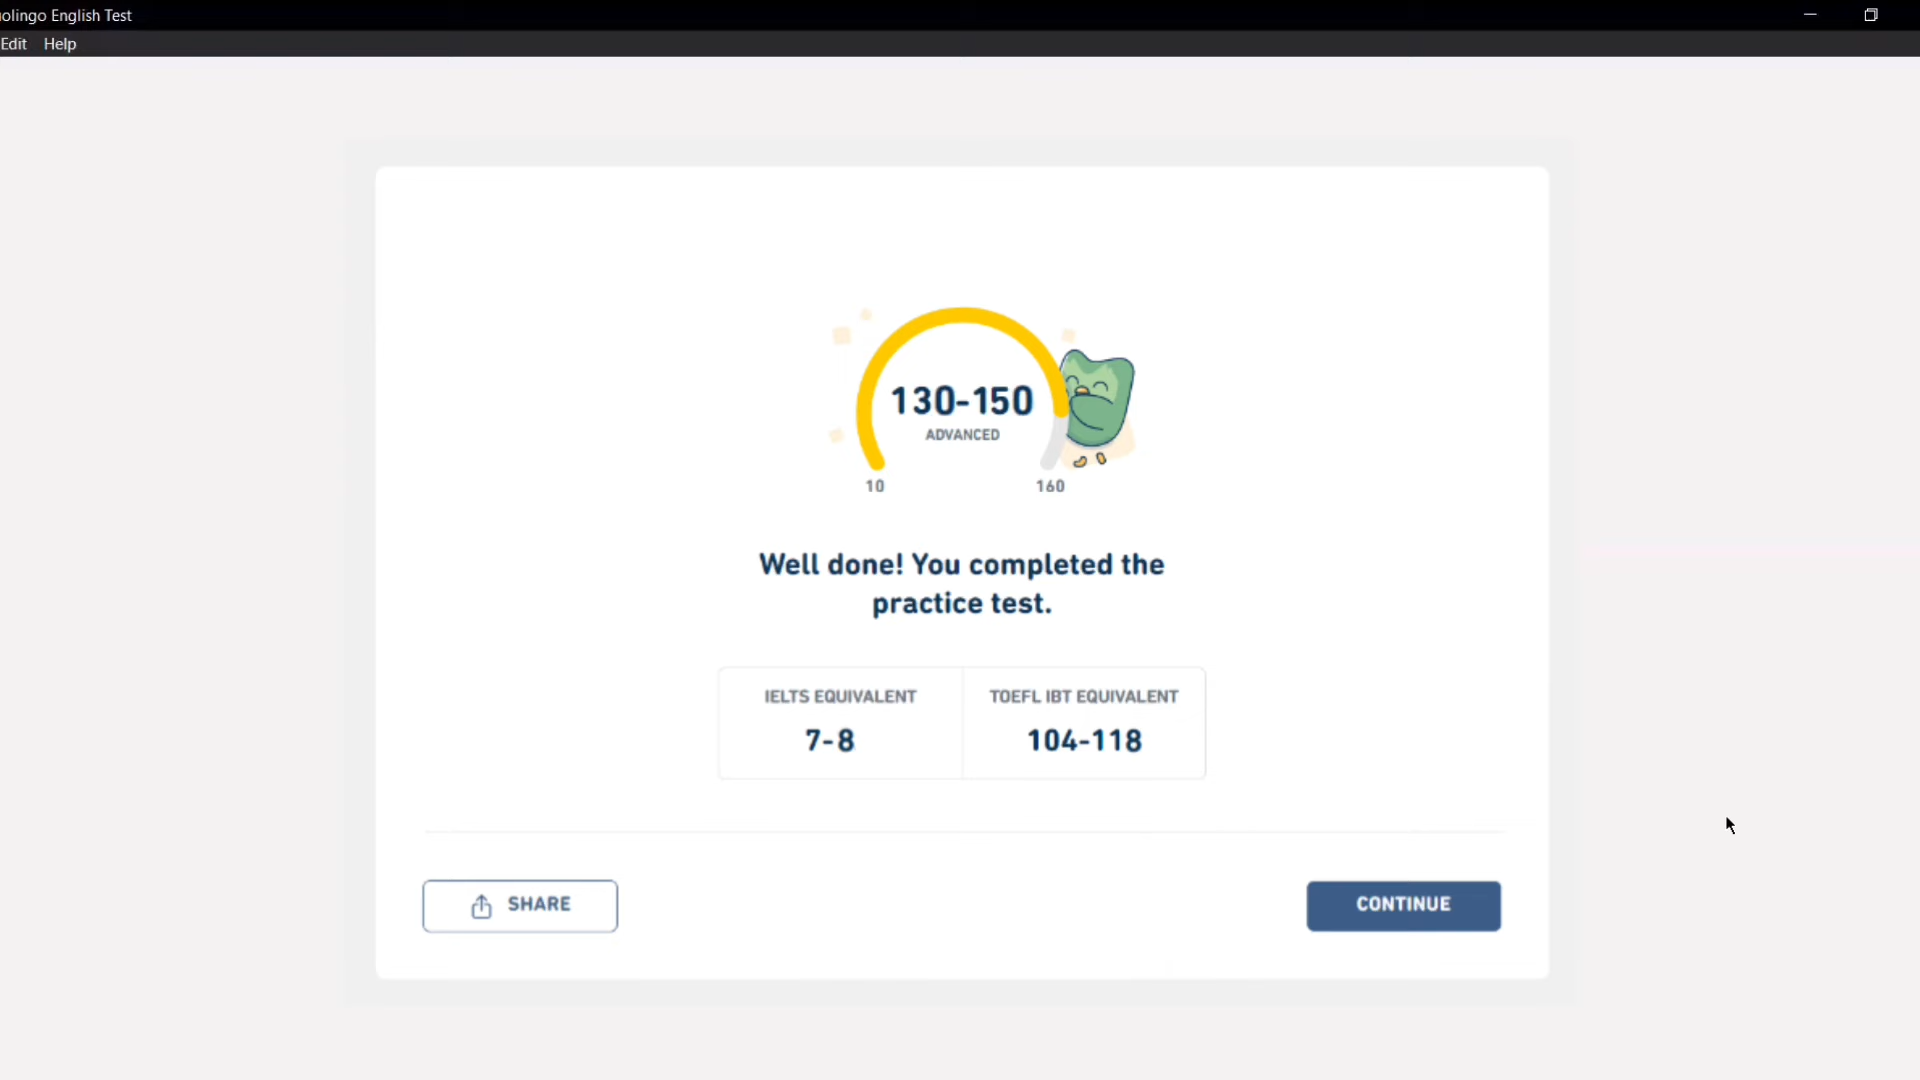 olingo English Test
Edit Help
130-150
ADVANCED
10 160
Well done! You completed the
practice test.
IELTS EQUIVALENT TOEFL IBT EQUIVALENT
7-8 104-118
SHARE CONTINUE